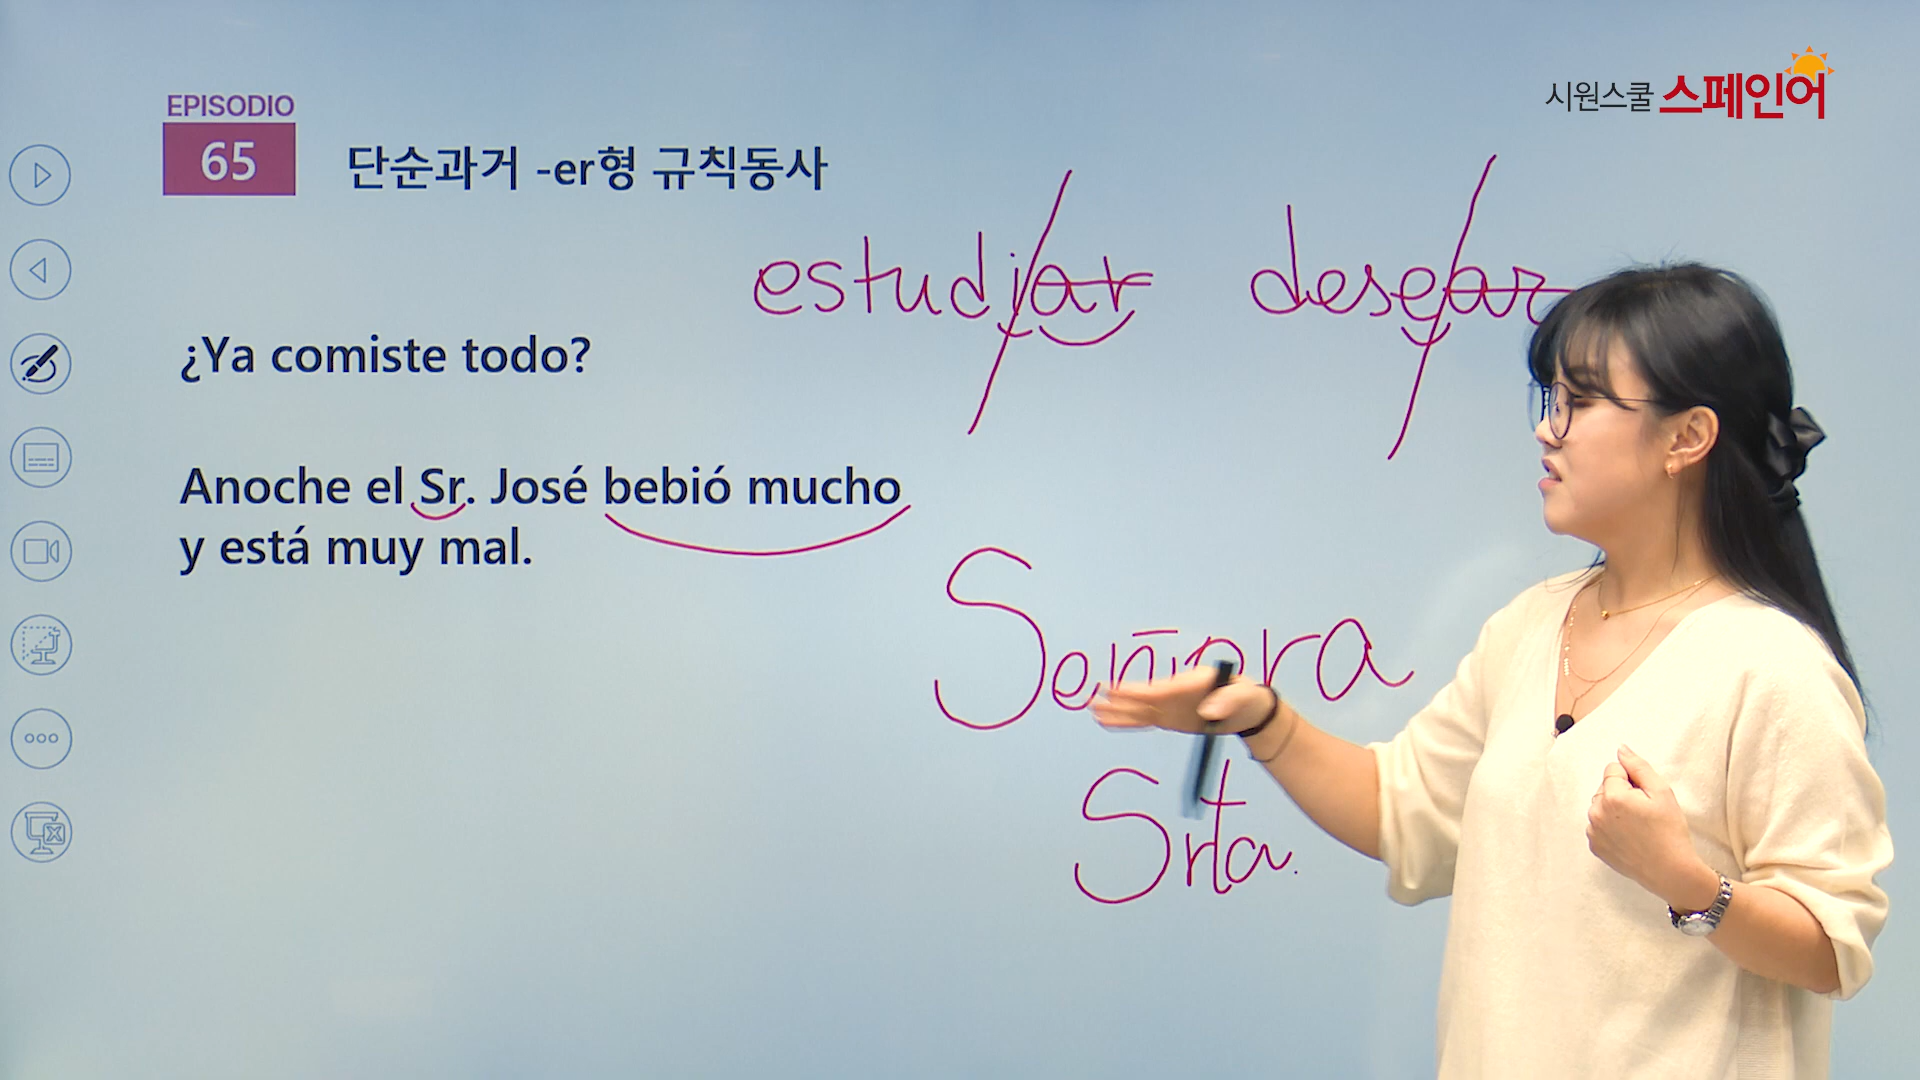 EPISODIO
65
단순과거 -er형 규칙동사
시원스쿨 스페인어
estudiar desear
¿Ya comiste todo?
Anoche el Sr. José bebió mucho
y está muy mal.
Señora
Srta.